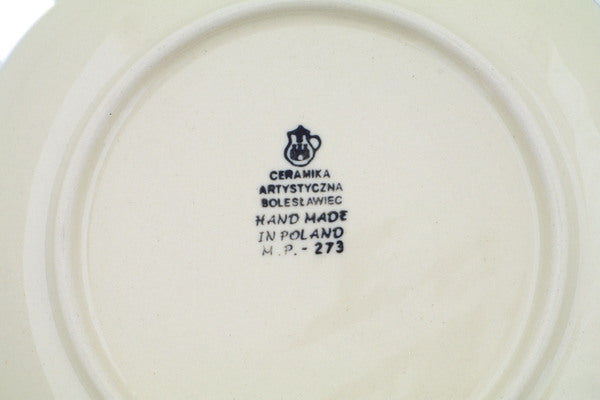 CERAMIKA
ARTYSTYCZNA
BOLESŁAWIEC
HAND MADE
IN POLAND
M.P. - 273